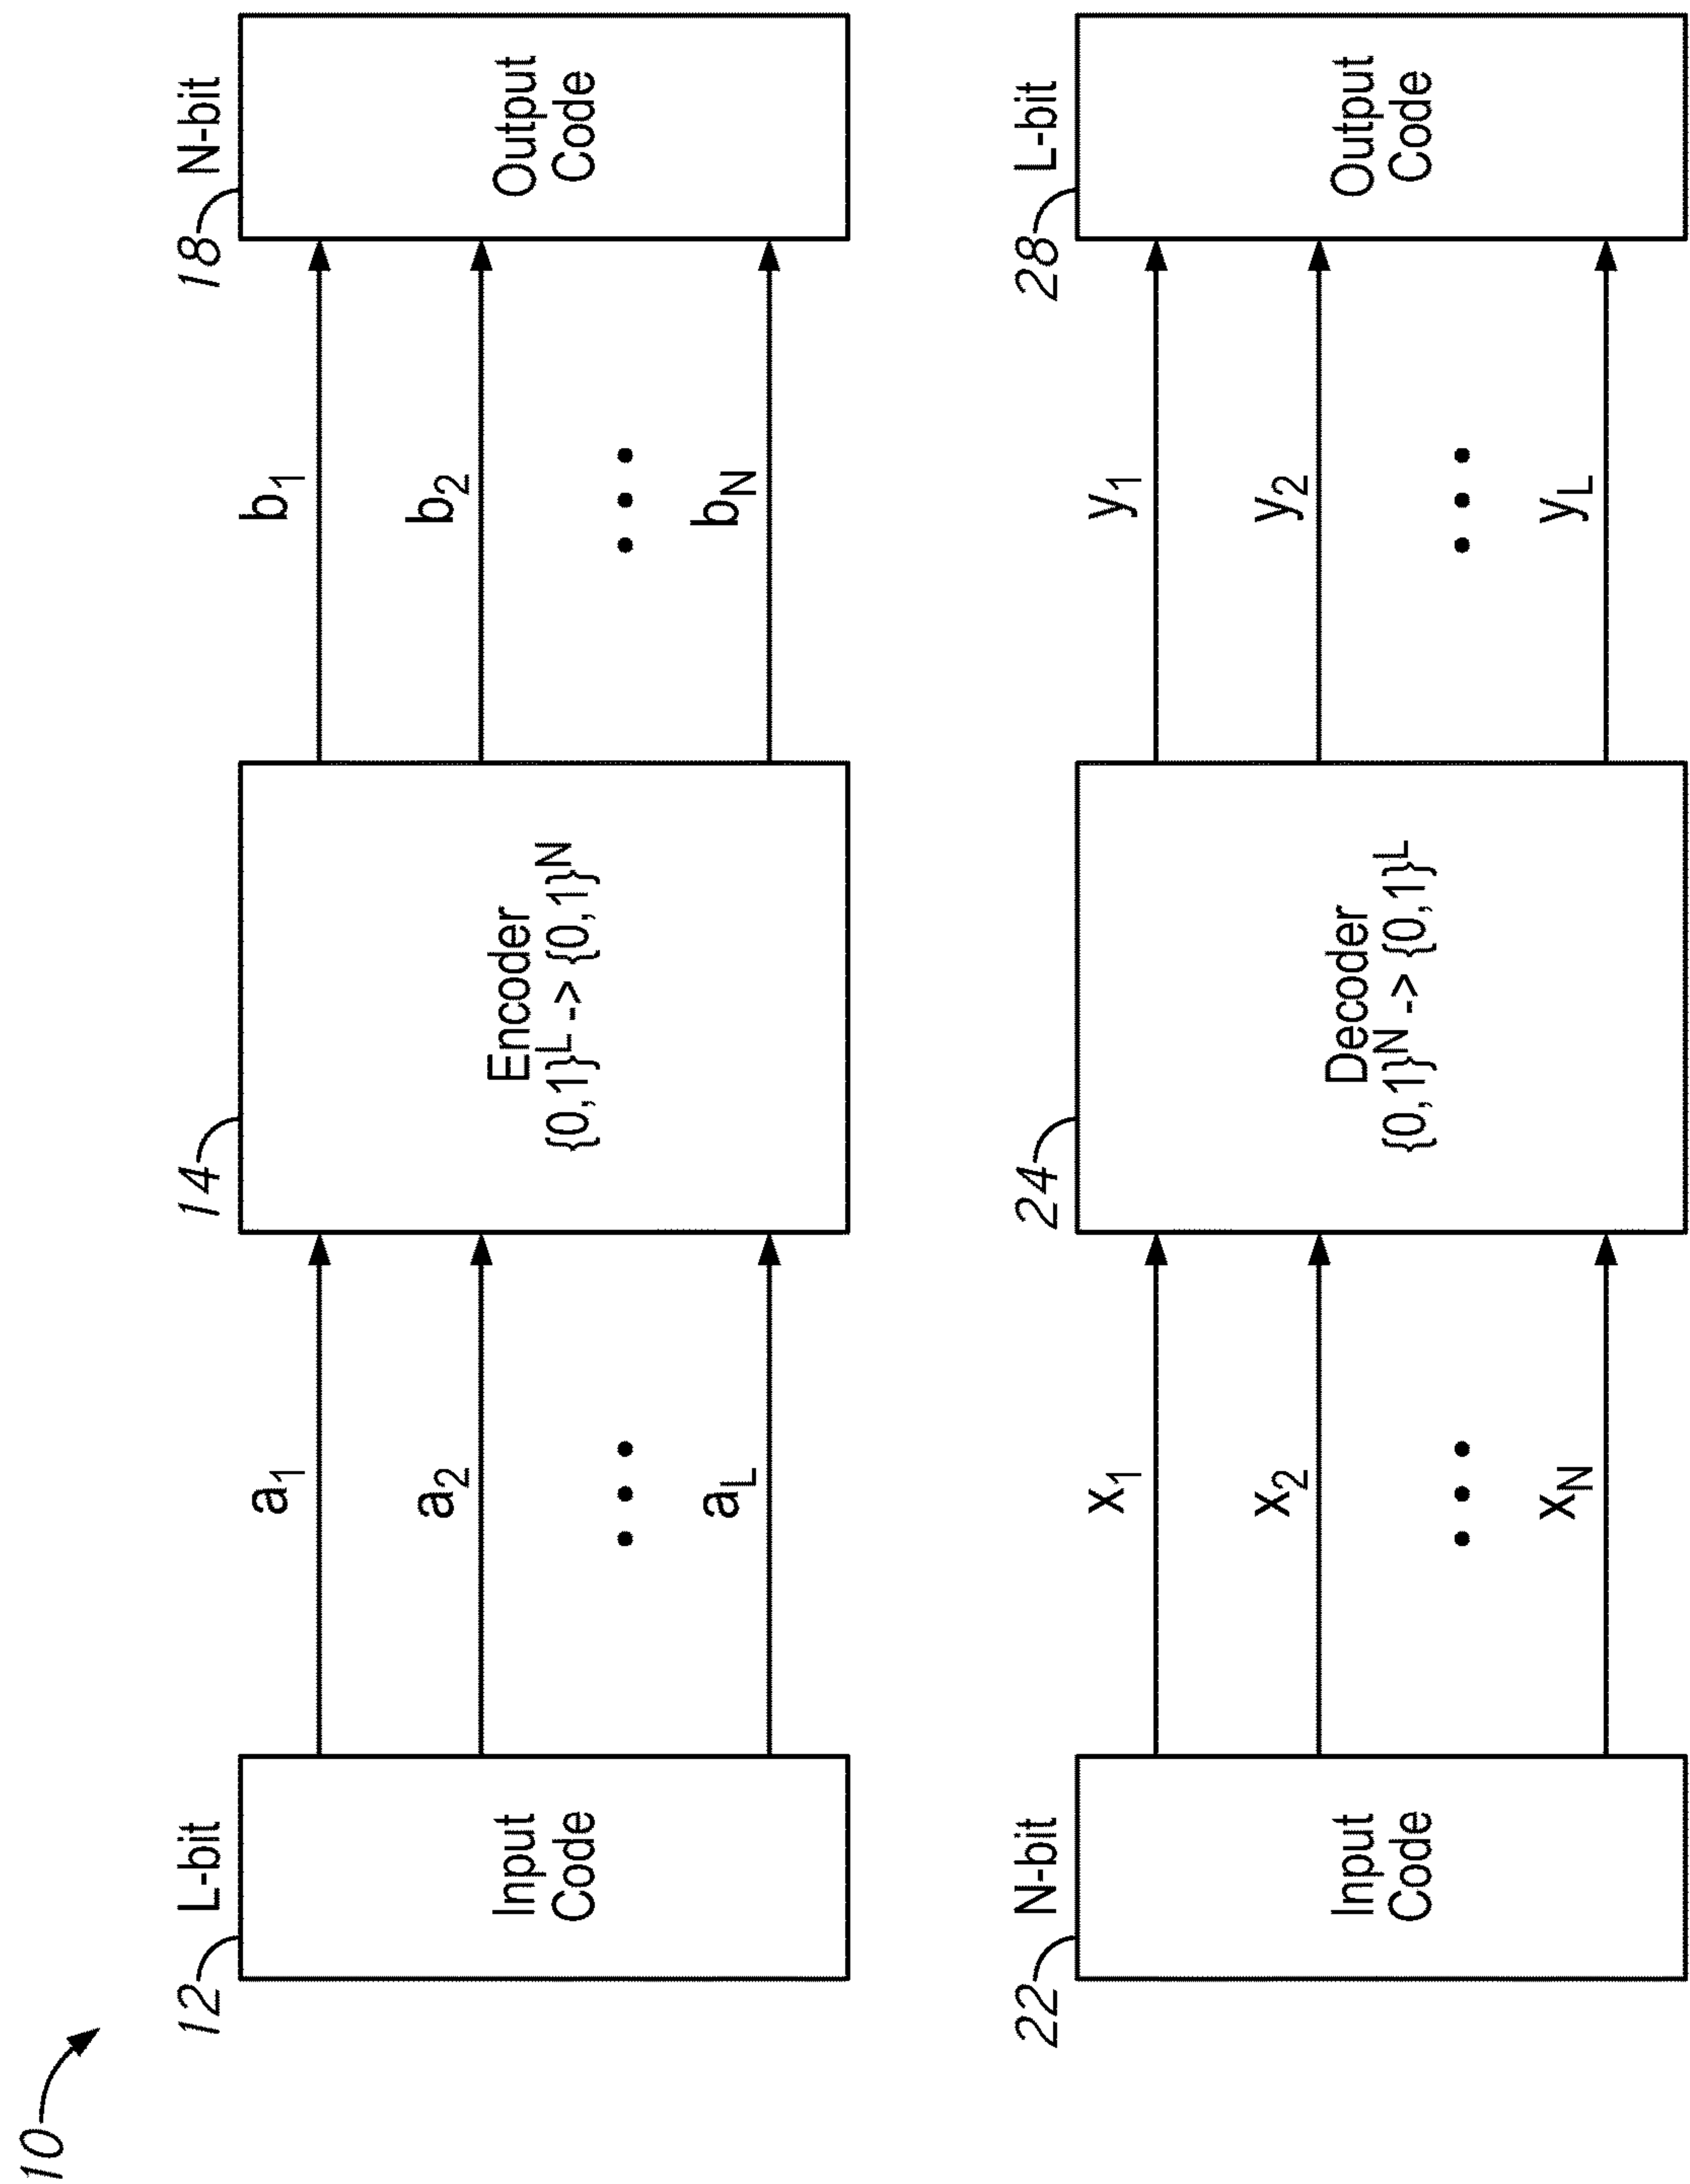 10
12
L-bit
Input
Code
a1
a2
aL
14
Encoder
{0,1}^L -> {0,1}^N
b1
b2
bN
18
N-bit
Output
Code
22
N-bit
Input
Code
x1
x2
xN
24
Decoder
{0,1}^N -> {0,1}^L
y1
y2
yL
28
L-bit
Output
Code